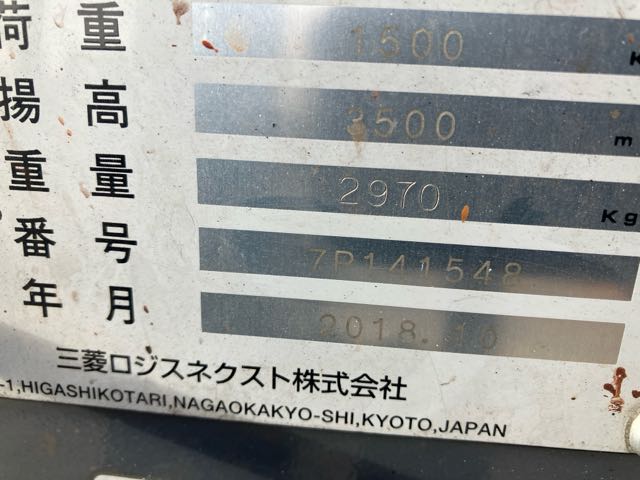 荷重 1500 K
揚高 3500 m
重量 2970 Kg
番号 7P141548
年月 2018.10
三菱ロジスネクスト株式会社
-1,HIGASHIKOTARI,NAGAOKAKYO-SHI,KYOTO,JAPAN